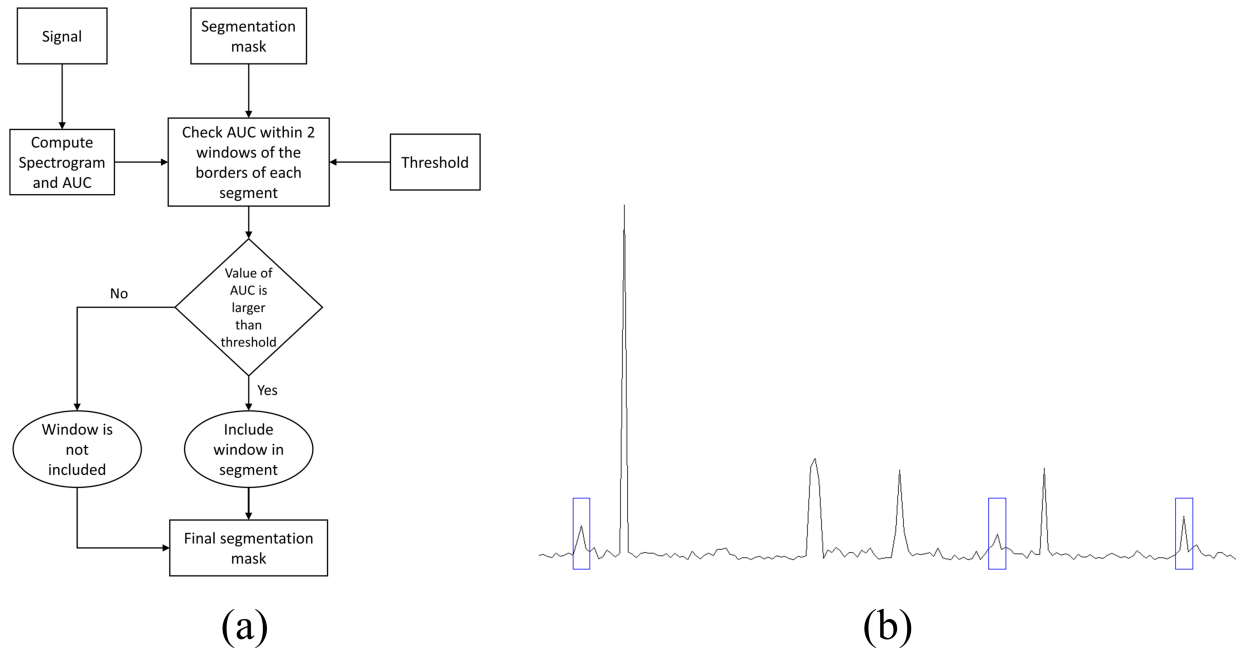 Signal
Segmentation
mask
Compute
Spectrogram
and AUC
Check AUC within 2
windows of the
borders of each
segment
Threshold
Value of
AUC is
larger
than
threshold
No
Yes
Window is
not
included
Include
window in
segment
Final segmentation
mask
(a)
(b)